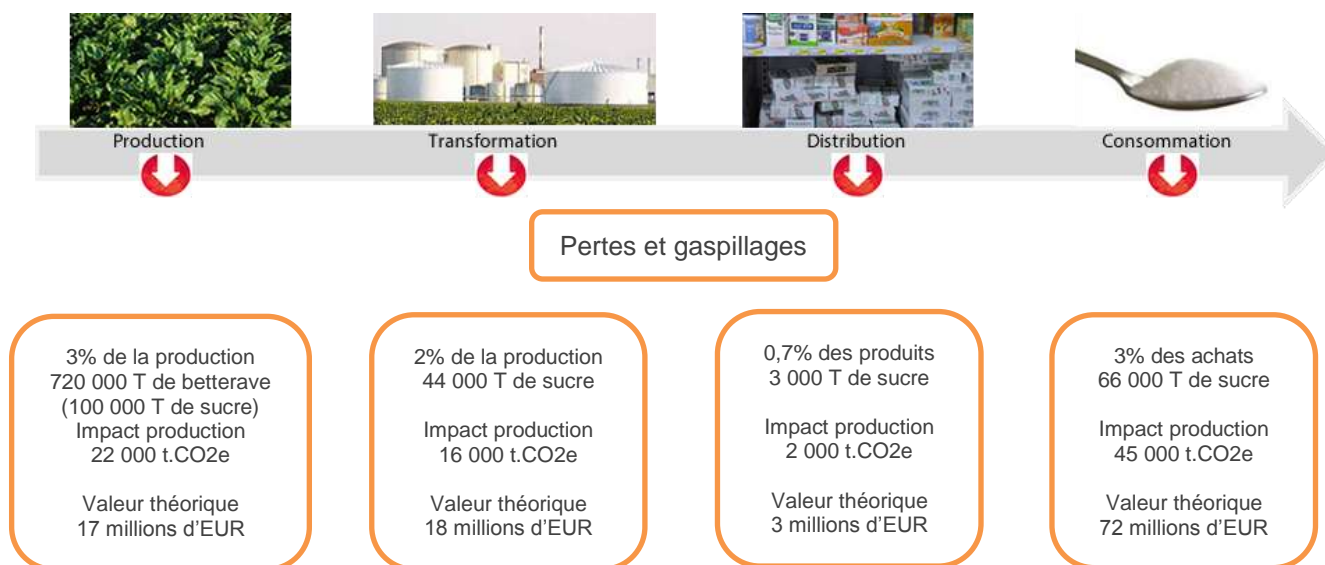 Production
Transformation
Distribution
Consommation
Pertes et gaspillages
3% de la production
720 000 T de betterave
(100 000 T de sucre)
Impact production
22 000 t.CO2e
Valeur théorique
17 millions d'EUR
2% de la production
44 000 T de sucre
Impact production
16 000 t.CO2e
Valeur théorique
18 millions d'EUR
0,7% des produits
3 000 T de sucre
Impact production
2 000 t.CO2e
Valeur théorique
3 millions d'EUR
3% des achats
66 000 T de sucre
Impact production
45 000 t.CO2e
Valeur théorique
72 millions d'EUR